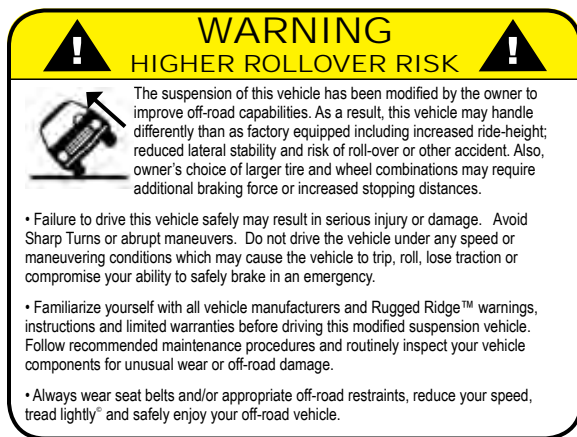 WARNING
HIGHER ROLLOVER RISK
The suspension of this vehicle has been modified by the owner to
improve off-road capabilities. As a result, this vehicle may handle
differently than as factory equipped including increased ride-height;
reduced lateral stability and risk of roll-over or other accident. Also,
owner's choice of larger tire and wheel combinations may require
additional braking force or increased stopping distances.
• Failure to drive this vehicle safely may result in serious injury or damage. Avoid
Sharp Turns or abrupt maneuvers. Do not drive the vehicle under any speed or
maneuvering conditions which may cause the vehicle to trip, roll, lose traction or
compromise your ability to safely brake in an emergency.
• Familiarize yourself with all vehicle manufacturers and Rugged Ridge™ warnings,
instructions and limited warranties before driving this modified suspension vehicle.
Follow recommended maintenance procedures and routinely inspect your vehicle
components for unusual wear or off-road damage.
• Always wear seat belts and/or appropriate off-road restraints, reduce your speed,
tread lightly© and safely enjoy your off-road vehicle.